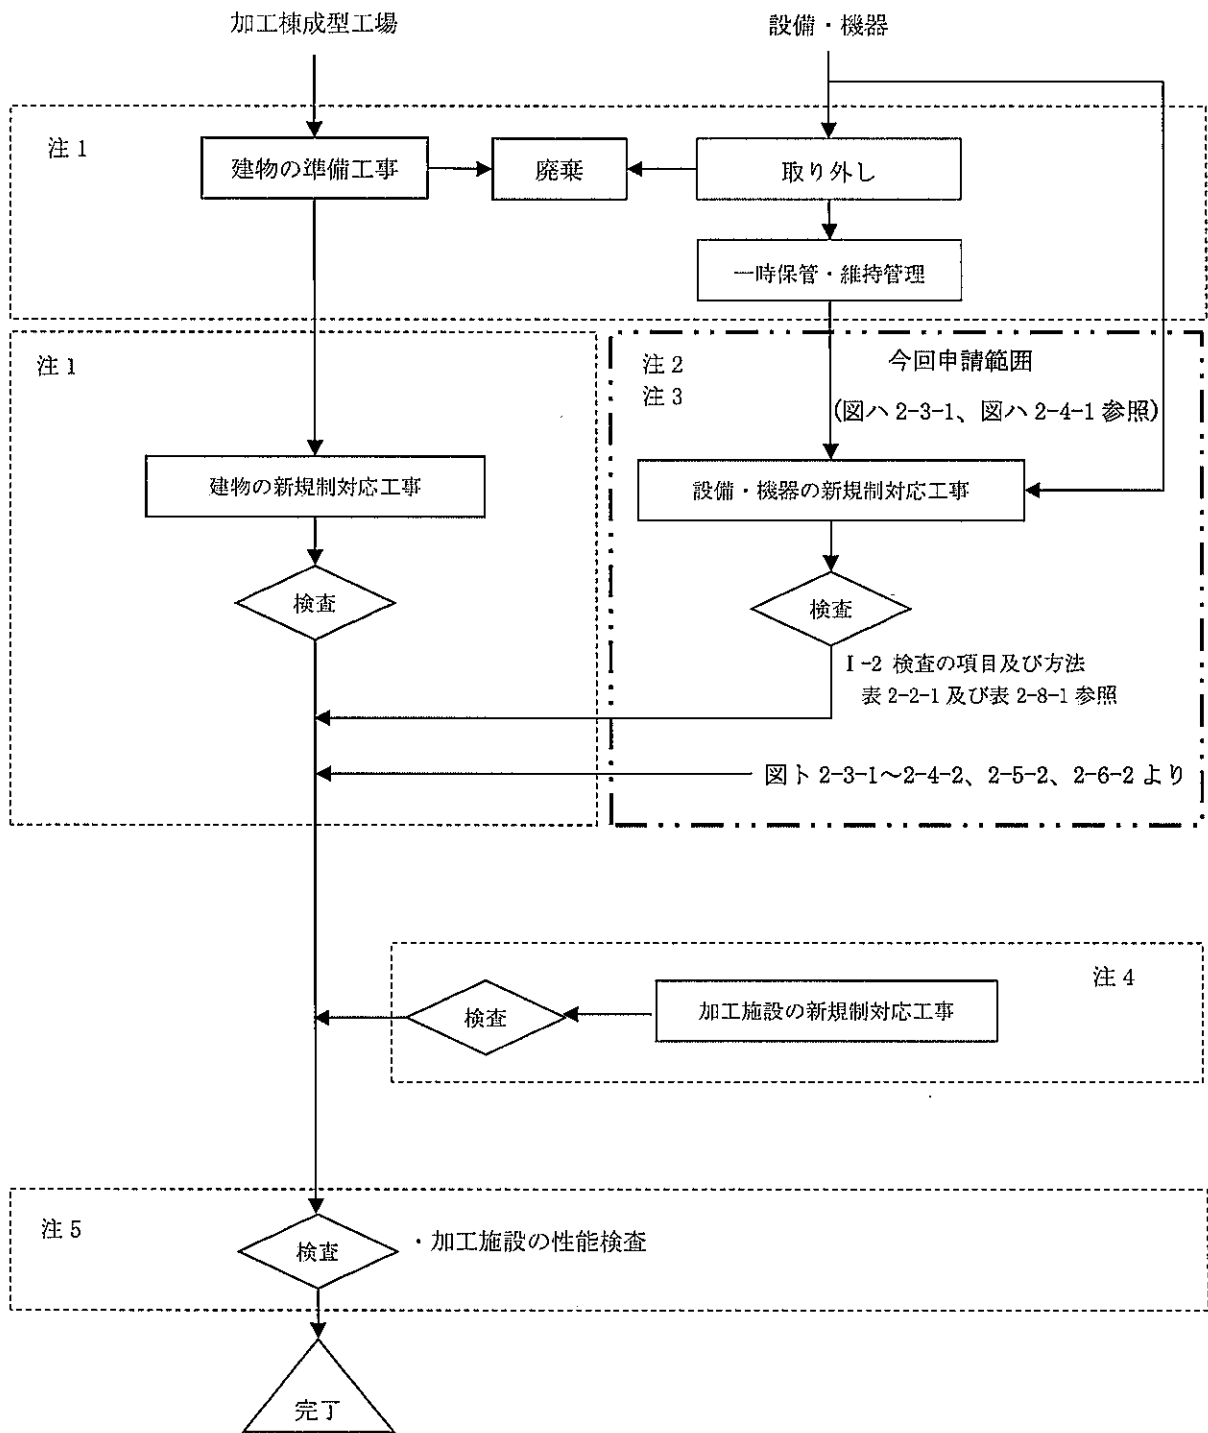 加工棟成型工場
設備・機器
注 1
建物の準備工事
廃棄
取り外し
一時保管・維持管理
注 1
注 2
注 3
今回申請範囲
(図ハ 2-3-1、図ハ 2-4-1 参照)
建物の新規制対応工事
設備・機器の新規制対応工事
検査
検査
Ⅰ-2 検査の項目及び方法
表 2-2-1 及び表 2-8-1 参照
図ト 2-3-1～2-4-2、2-5-2、2-6-2 より
注 4
検査
加工施設の新規制対応工事
注 5
検査
・加工施設の性能検査
完了